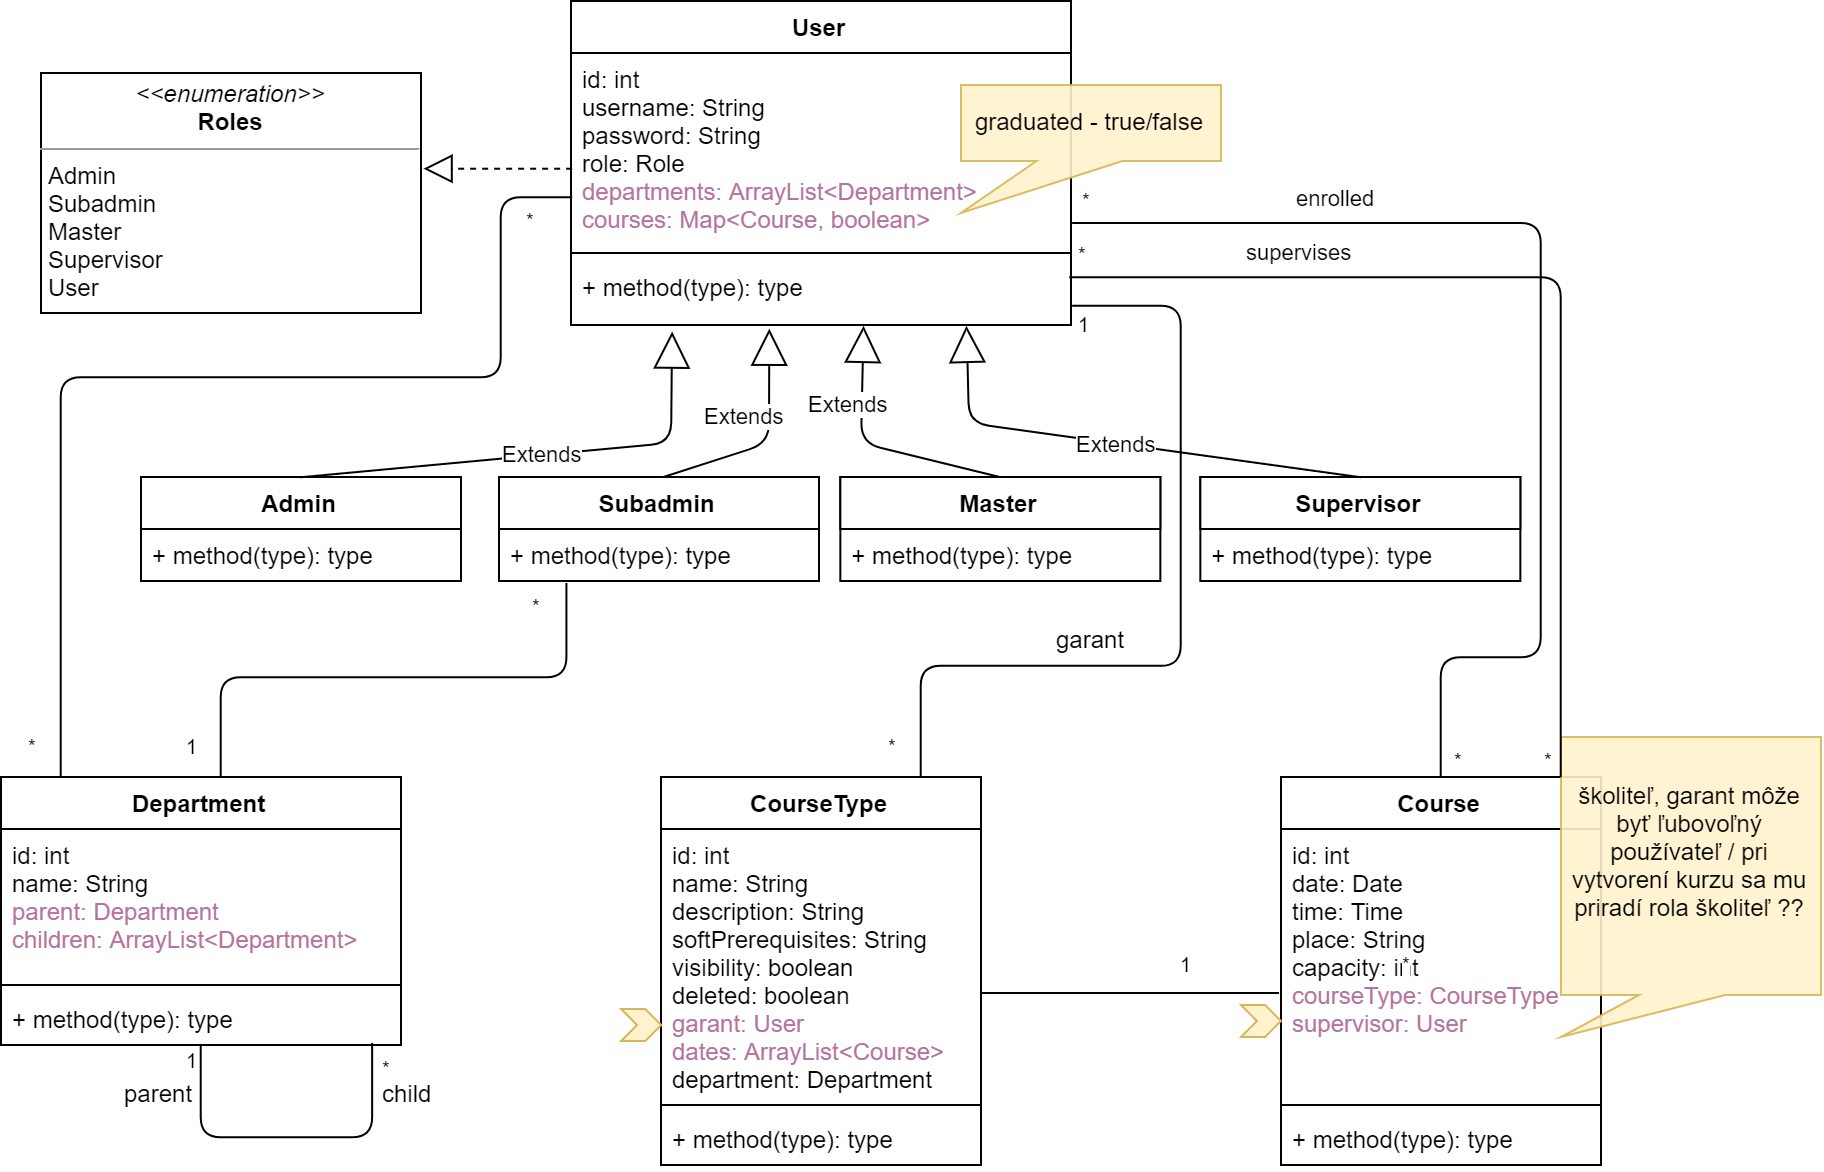 User
id: int
username: String
password: String
role: Role
departments: ArrayList<Department>
courses: Map<Course, boolean>
+ method(type): type
graduated - true/false
<<enumeration>>
Roles
Admin
Subadmin
Master
Supervisor
User
*
*
enrolled
*
supervises
1
Extends
Extends
Extends
Extends
Admin
+ method(type): type
Subadmin
+ method(type): type
Master
+ method(type): type
Supervisor
+ method(type): type
*
garant
*
1
*
*
*
Department
id: int
name: String
parent: Department
children: ArrayList<Department>
+ method(type): type
1
*
parent
child
CourseType
id: int
name: String
description: String
softPrerequisites: String
visibility: boolean
deleted: boolean
garant: User
dates: ArrayList<Course>
department: Department
+ method(type): type
1
*
Course
id: int
date: Date
time: Time
place: String
capacity: int
courseType: CourseType
supervisor: User
+ method(type): type
školiteľ, garant môže
byť ľubovoľný
používateľ / pri
vytvorení kurzu sa mu
priradí rola školiteľ ??